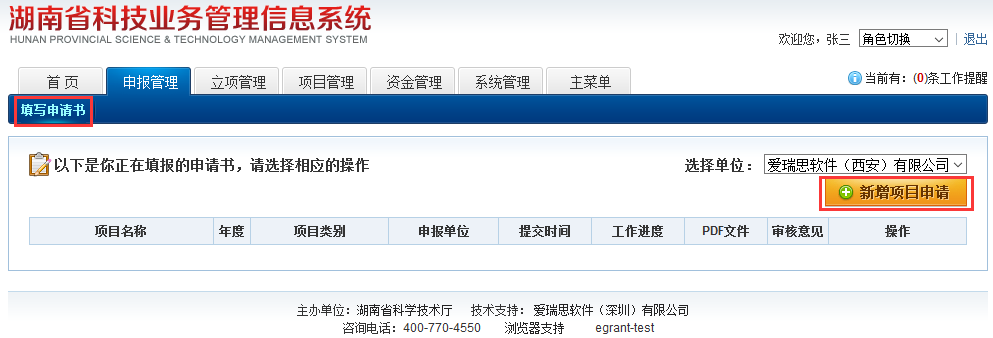 湖南省科技业务管理信息系统
HUNAN PROVINCIAL SCIENCE & TECHNOLOGY MANAGEMENT SYSTEM
欢迎您，张三 角色切换 | 退出
首 页 申报管理 立项管理 项目管理 资金管理 系统管理 主菜单 当前有：(0)条工作提醒
填写申请书
以下是你正在填报的申请书，请选择相应的操作 选择单位： 爱瑞思软件（西安）有限公司
新增项目申请
项目名称 年度 项目类别 申报单位 提交时间 工作进度 PDF文件 审核意见 操作
主办单位：湖南省科学技术厅 技术支持： 爱瑞思软件（深圳）有限公司
咨询电话：400-770-4550 浏览器支持 egrant-test